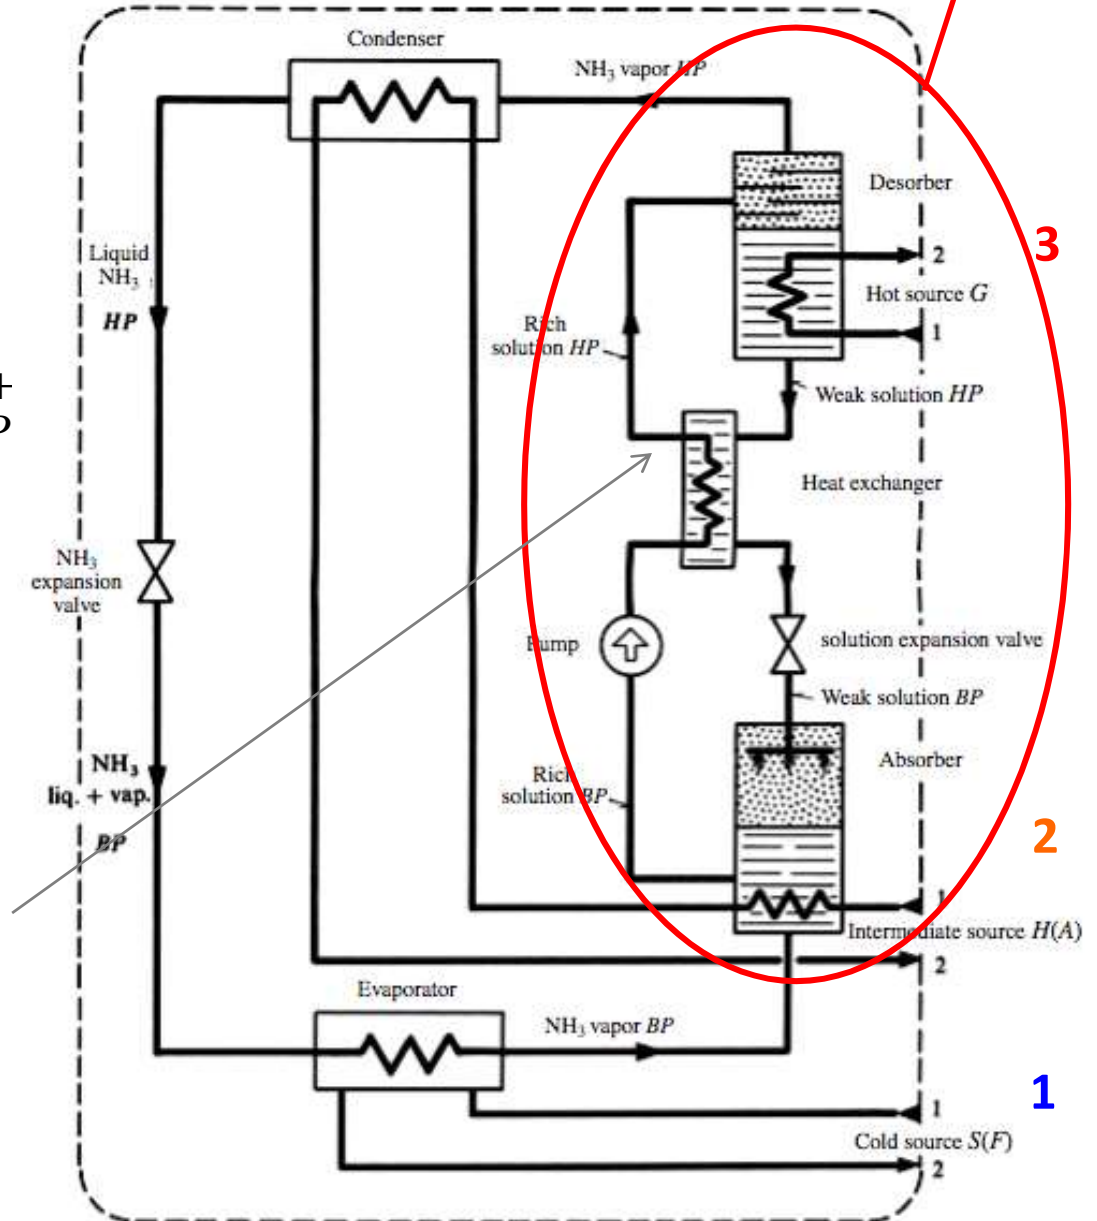 Condenser
NH3 vapor HP
Desorber
3
2
Liquid
NH3
HP
Hot source G
1
Rich
solution HP
Weak solution HP
+
P
Heat exchanger
NH3
expansion
valve
Pump
solution expansion valve
Weak solution BP
NH3
liq. + vap.
BP
Rich
solution BP
Absorber
2
1
Intermediate source H(A)
2
Evaporator
NH3 vapor BP
1
1
Cold source S(F)
2